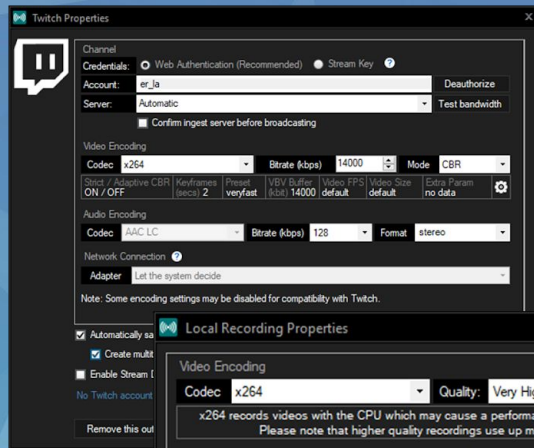 Twitch Properties
x
Channel
Credentials: Web Authentication (Recommended) Stream Key ?
Account: er_la Deauthorize
Server: Automatic Test bandwidth
Confirm ingest server before broadcasting
Video Encoding
Codec x264 Bitrate (kbps) 14000 Mode CBR
Strict / Adaptive CBR Keyframes Preset VBV Buffer Video FPS Video Size Extra Param
ON / OFF (secs) 2 veryfast (kbit) 14000 default default no data
Audio Encoding
Codec AAC LC Bitrate (kbps) 128 Format stereo
Network Connection ?
Adapter Let the system decide
Note: Some encoding settings may be disabled for compatibility with Twitch.
Automatically sa
Create multit
Enable Stream D
No Twitch account
Remove this out
Local Recording Properties
Video Encoding
Codec x264 Quality: Very Hig
x264 records videos with the CPU which may cause a performa
Please note that higher quality recordings use up m